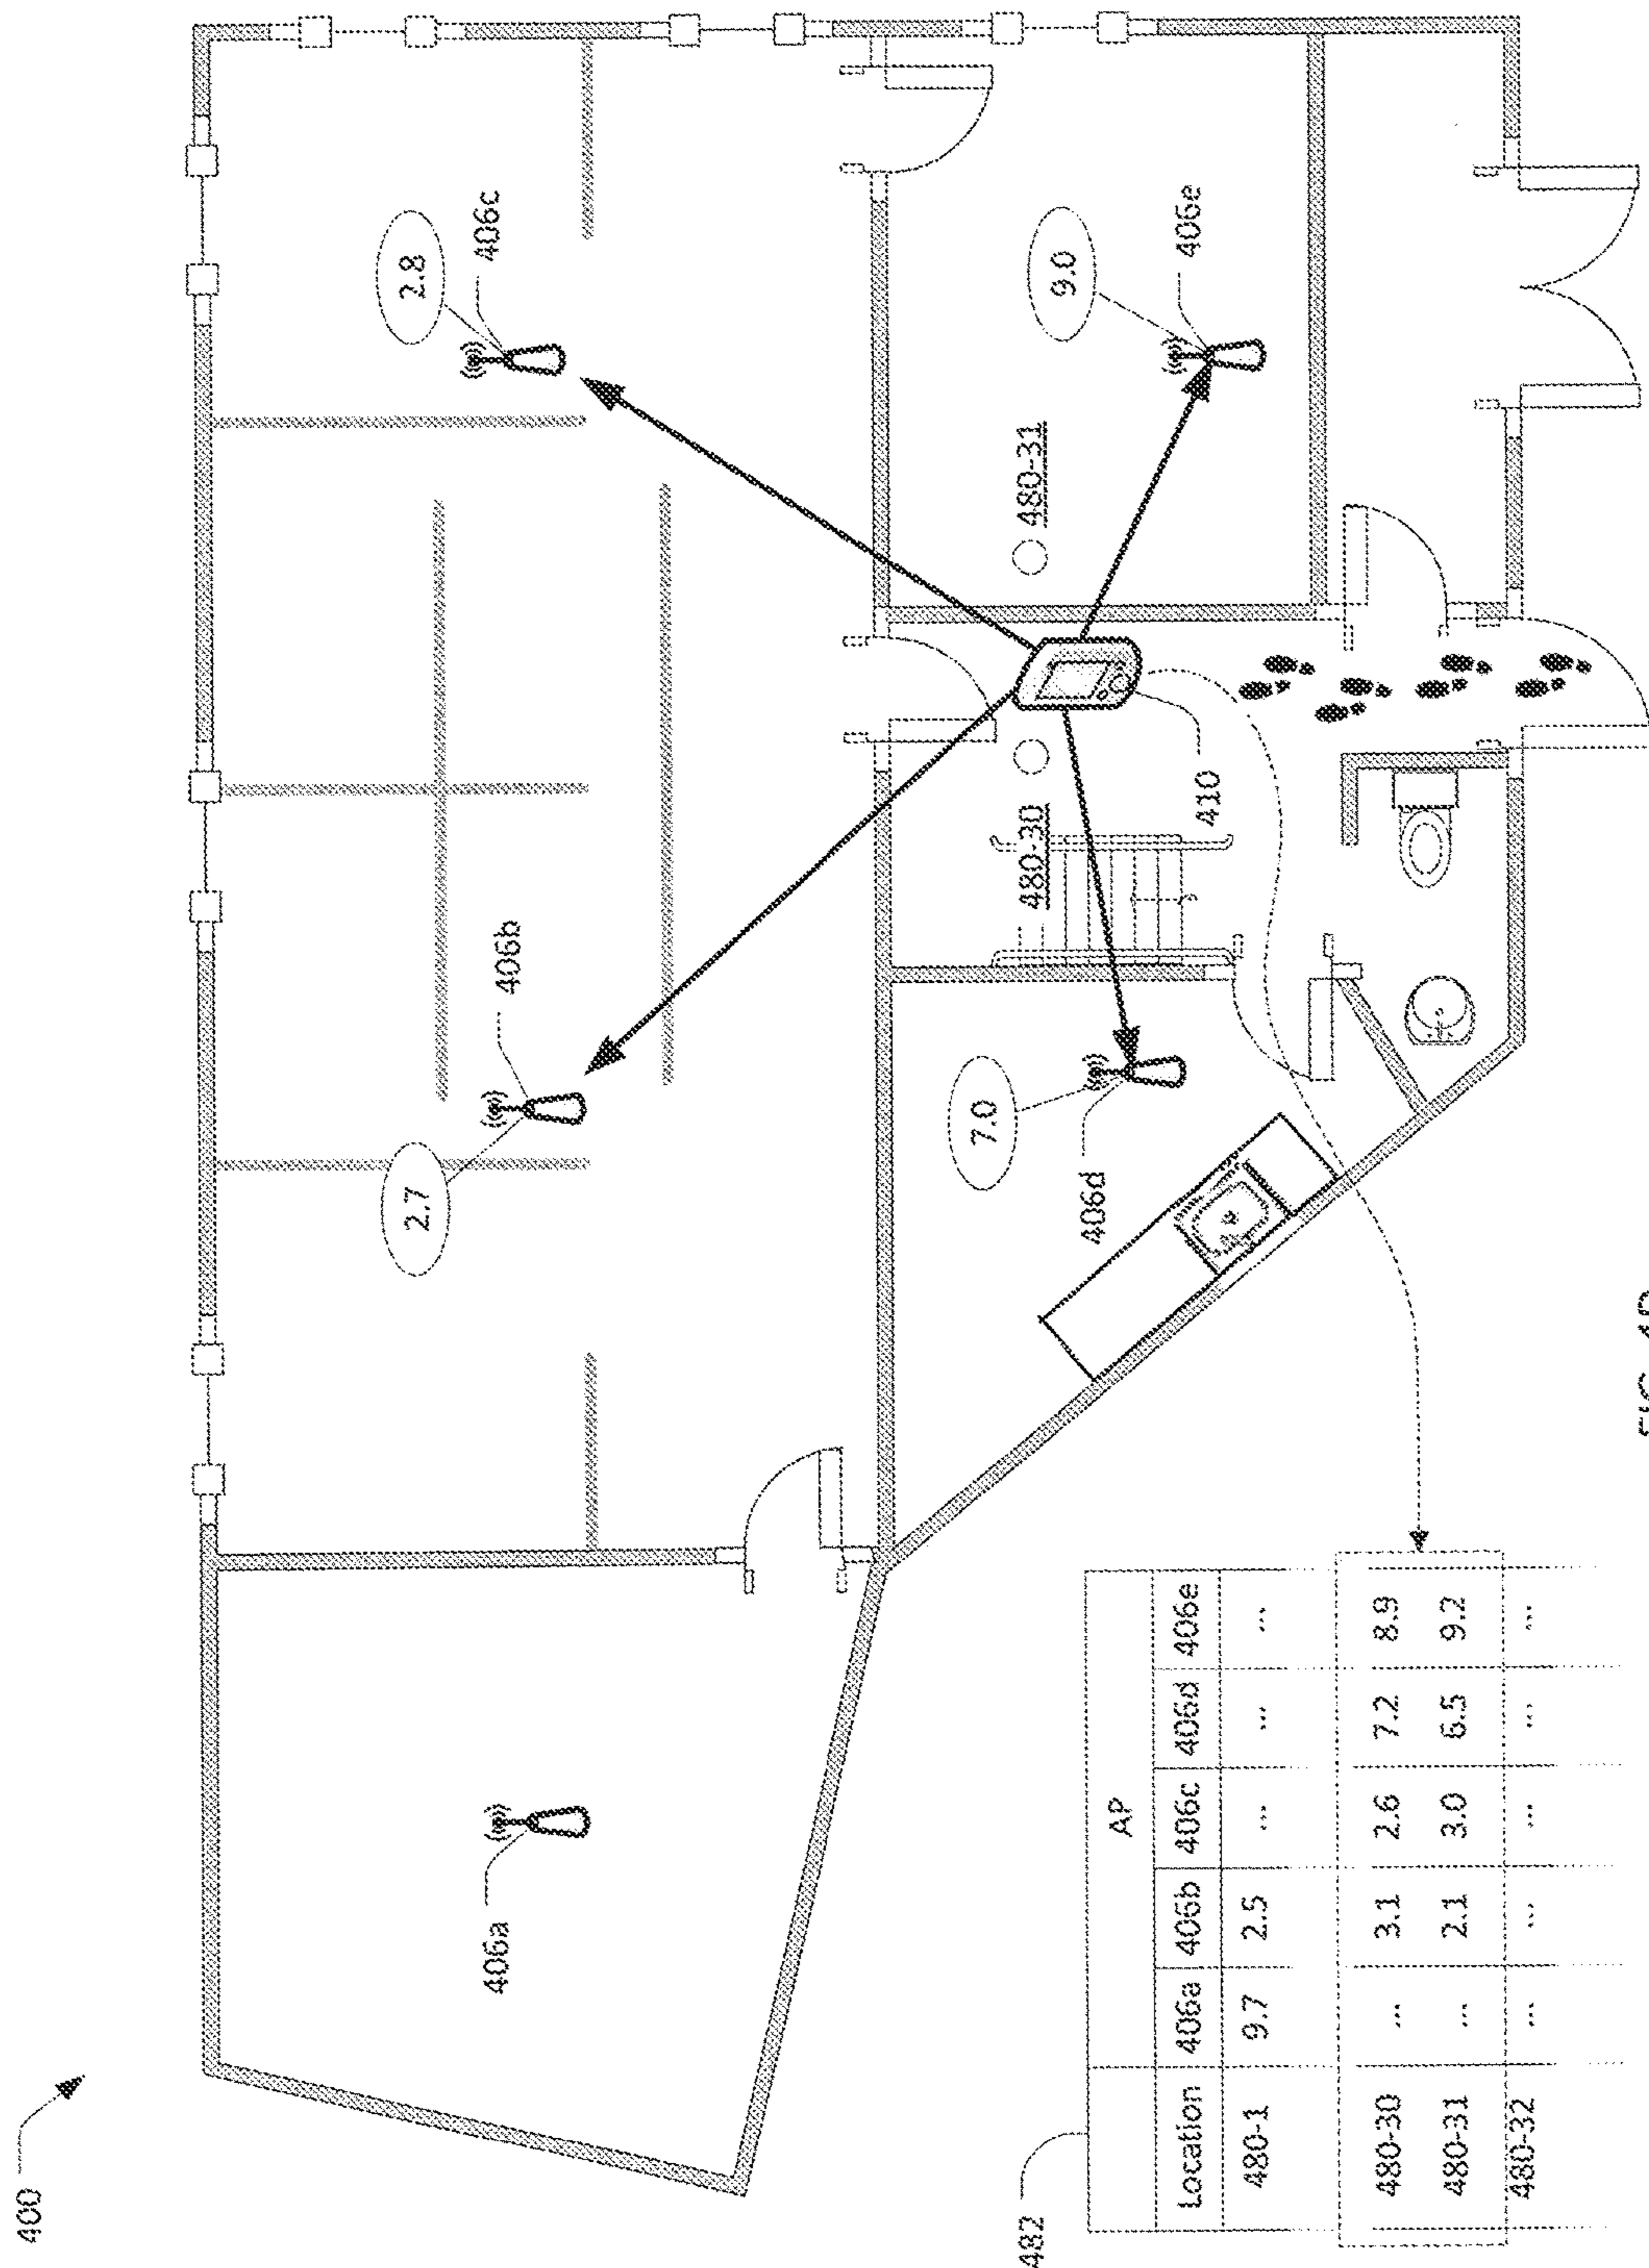 400
2.7
2.8
406a
406b
406c
7.0
9.0
480-30
480-31
406d
406e
410
482
AP
Location 406a 406b 406c 406d 406e
480-1 9.7 2.5 ... ... ...
480-30 ... 3.1 2.6 7.2 8.9
480-31 ... 2.1 3.0 6.5 9.2
480-32 ... ... ... ... ...